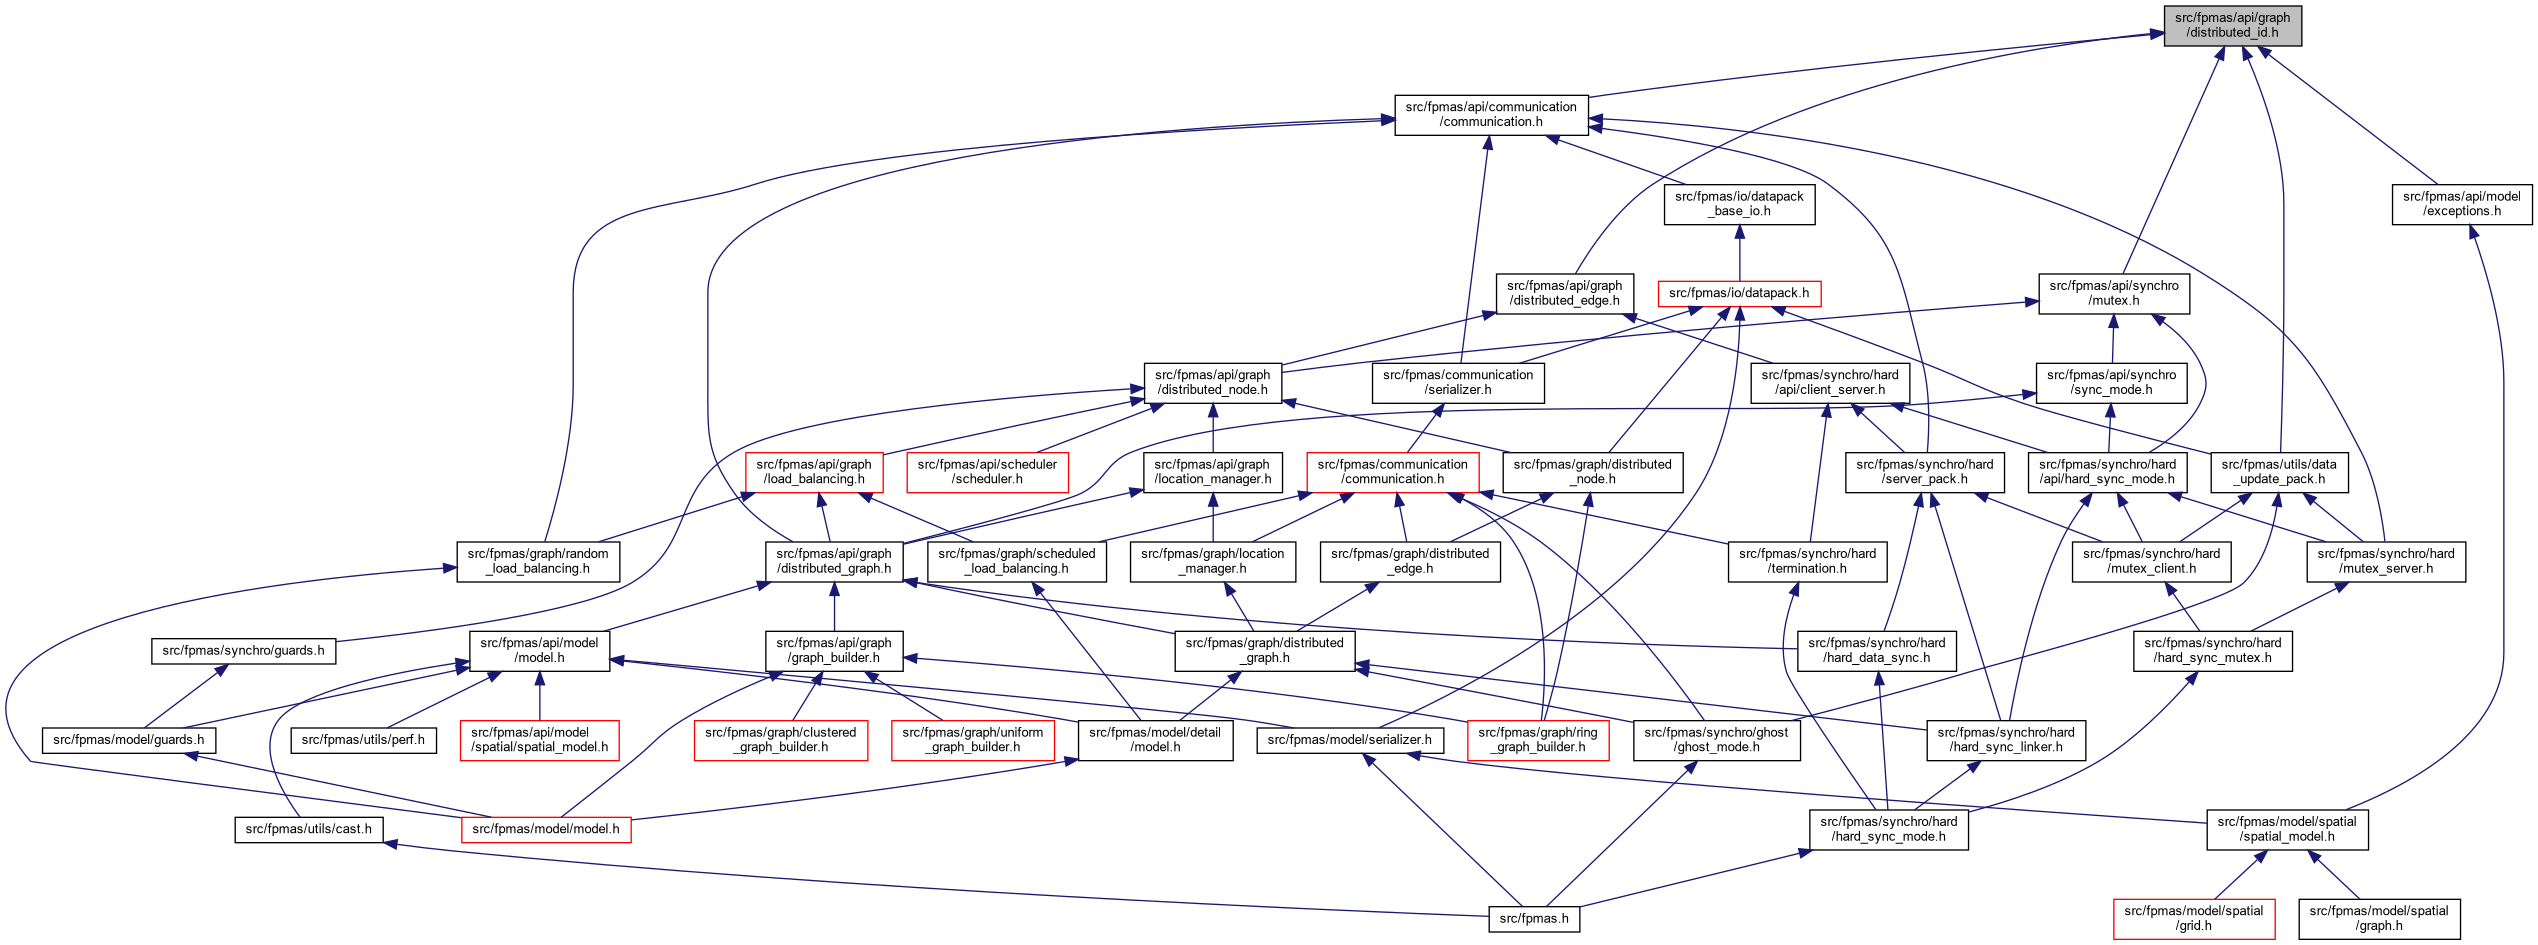 src/fpmas/api/graph
/distributed_id.h
src/fpmas/api/communication
/communication.h
src/fpmas/io/datapack
_base_io.h
src/fpmas/api/model
/exceptions.h
src/fpmas/api/graph
/distributed_edge.h
src/fpmas/io/datapack.h
src/fpmas/api/synchro
/mutex.h
src/fpmas/api/graph
/distributed_node.h
src/fpmas/communication
/serializer.h
src/fpmas/synchro/hard
/api/client_server.h
src/fpmas/api/synchro
/sync_mode.h
src/fpmas/api/graph
/load_balancing.h
src/fpmas/api/scheduler
/scheduler.h
src/fpmas/api/graph
/location_manager.h
src/fpmas/communication
/communication.h
src/fpmas/graph/distributed
_node.h
src/fpmas/synchro/hard
/server_pack.h
src/fpmas/synchro/hard
/api/hard_sync_mode.h
src/fpmas/utils/data
_update_pack.h
src/fpmas/graph/random
_load_balancing.h
src/fpmas/api/graph
/distributed_graph.h
src/fpmas/graph/scheduled
_load_balancing.h
src/fpmas/graph/location
_manager.h
src/fpmas/graph/distributed
_edge.h
src/fpmas/synchro/hard
/termination.h
src/fpmas/synchro/hard
/mutex_client.h
src/fpmas/synchro/hard
/mutex_server.h
src/fpmas/synchro/guards.h
src/fpmas/api/model
/model.h
src/fpmas/api/graph
/graph_builder.h
src/fpmas/graph/distributed
_graph.h
src/fpmas/synchro/hard
/hard_data_sync.h
src/fpmas/synchro/hard
/hard_sync_mutex.h
src/fpmas/model/guards.h
src/fpmas/utils/perf.h
src/fpmas/api/model
/spatial/spatial_model.h
src/fpmas/graph/clustered
_graph_builder.h
src/fpmas/graph/uniform
_graph_builder.h
src/fpmas/model/detail
/model.h
src/fpmas/model/serializer.h
src/fpmas/graph/ring
_graph_builder.h
src/fpmas/synchro/ghost
/ghost_mode.h
src/fpmas/synchro/hard
/hard_sync_linker.h
src/fpmas/utils/cast.h
src/fpmas/model/model.h
src/fpmas/synchro/hard
/hard_sync_mode.h
src/fpmas/model/spatial
/spatial_model.h
src/fpmas.h
src/fpmas/model/spatial
/grid.h
src/fpmas/model/spatial
/graph.h